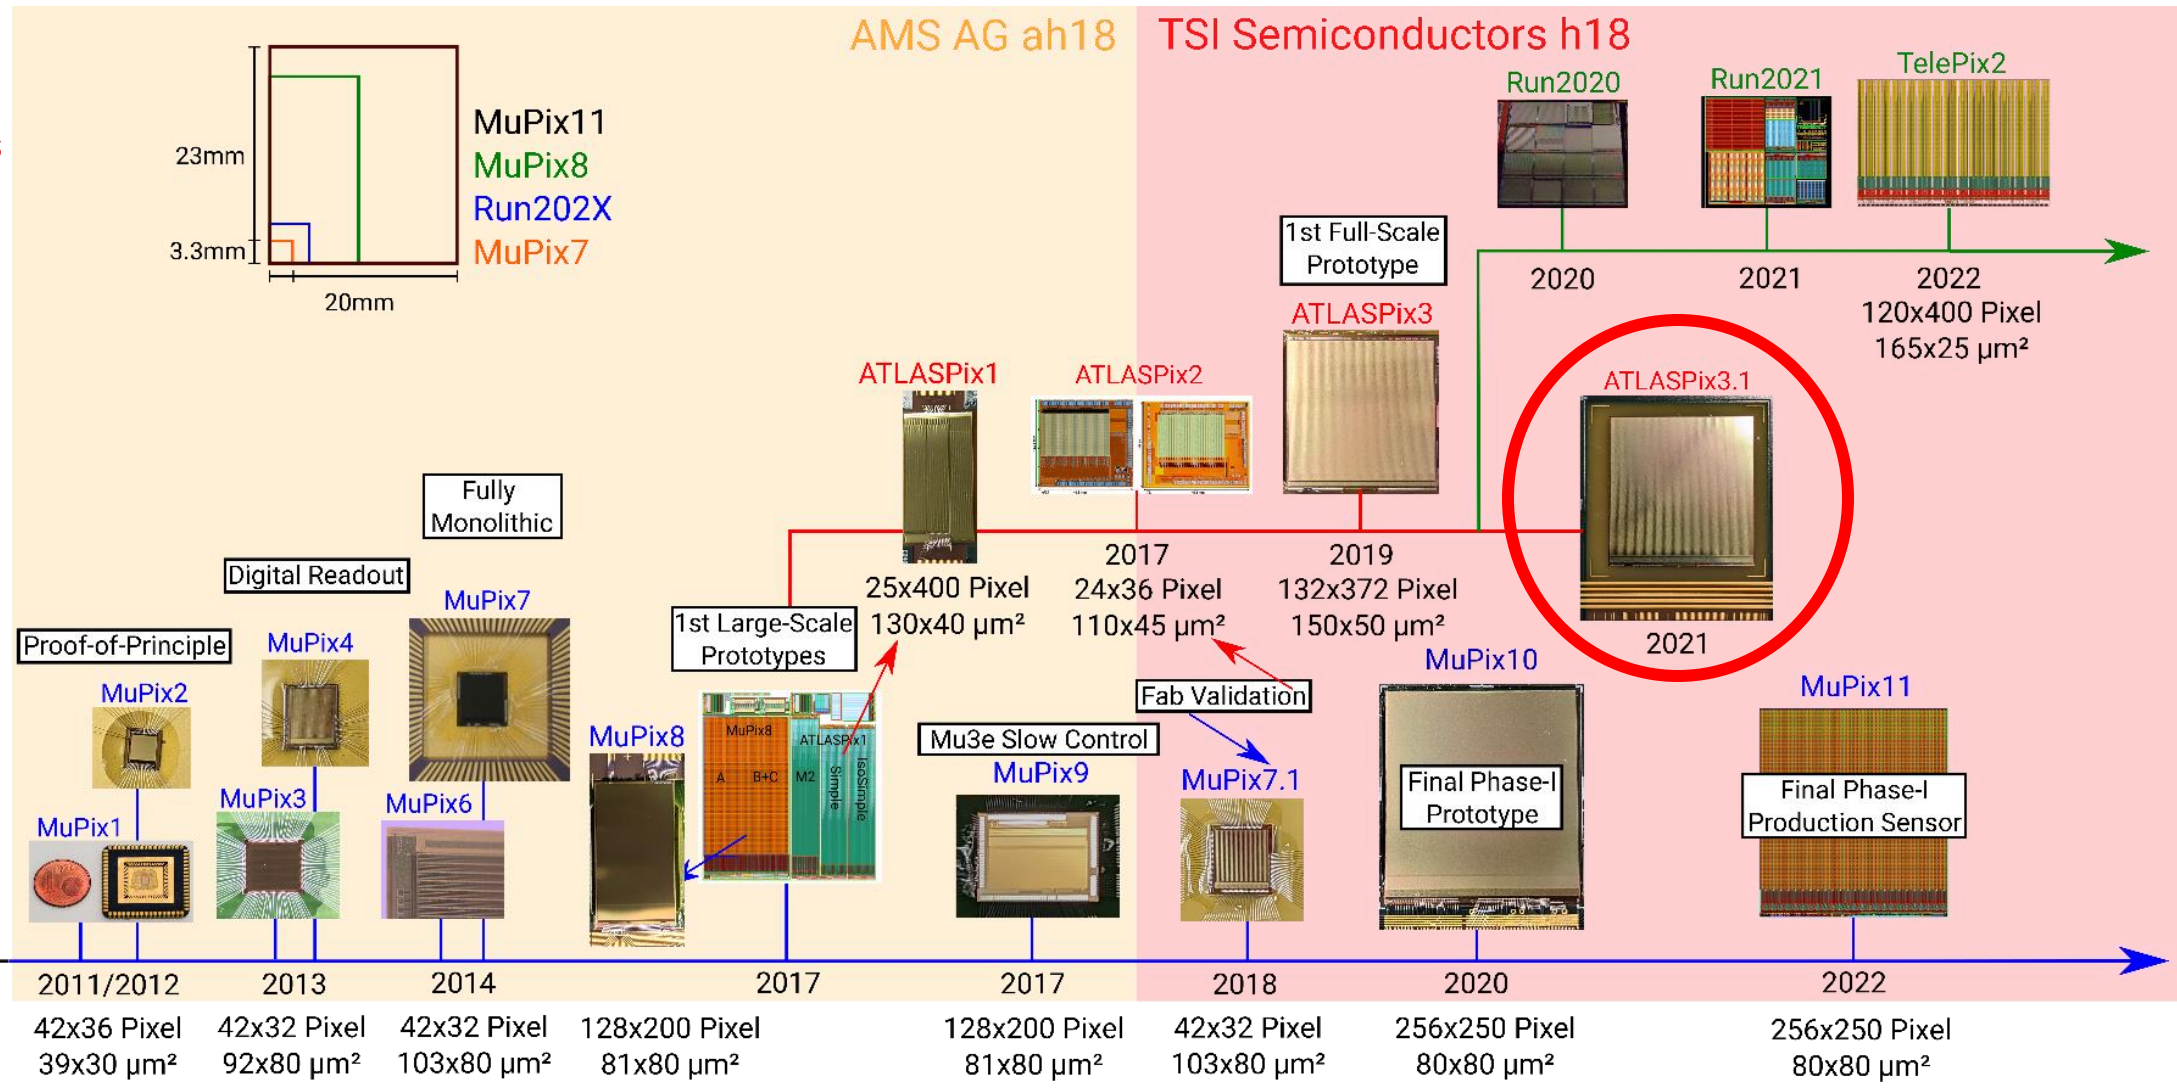 AMS AG ah18
TSI Semiconductors h18
23mm
3.3mm
20mm
MuPix11
MuPix8
Run202X
MuPix7
Run2020
Run2021
TelePix2
2020
2021
2022
120x400 Pixel
165x25 µm²
1st Full-Scale
Prototype
ATLASPix3
ATLASPix1
ATLASPix2
ATLASPix3.1
25x400 Pixel
130x40 µm²
2017
24x36 Pixel
110x45 µm²
2019
132x372 Pixel
150x50 µm²
2021
Fully
Monolithic
Digital Readout
Proof-of-Principle
1st Large-Scale
Prototypes
Mu3e Slow Control
Fab Validation
MuPix1
MuPix2
MuPix3
MuPix4
MuPix6
MuPix7
MuPix8
MuPix8
A
B+C
ATLASPix1
M2
Simple
IsoSimple
MuPix9
MuPix7.1
MuPix10
Final Phase-I
Prototype
MuPix11
Final Phase-I
Production Sensor
2011/2012
2013
2014
2017
2017
2018
2020
2022
42x36 Pixel
39x30 µm²
42x32 Pixel
92x80 µm²
42x32 Pixel
103x80 µm²
128x200 Pixel
81x80 µm²
128x200 Pixel
81x80 µm²
42x32 Pixel
103x80 µm²
256x250 Pixel
80x80 µm²
256x250 Pixel
80x80 µm²